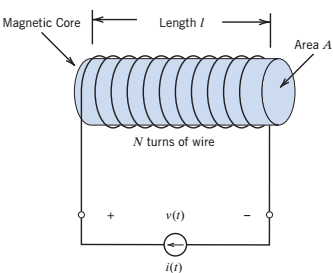 Magnetic Core
Length l
Area A
N turns of wire
+ v(t) −
i(t)